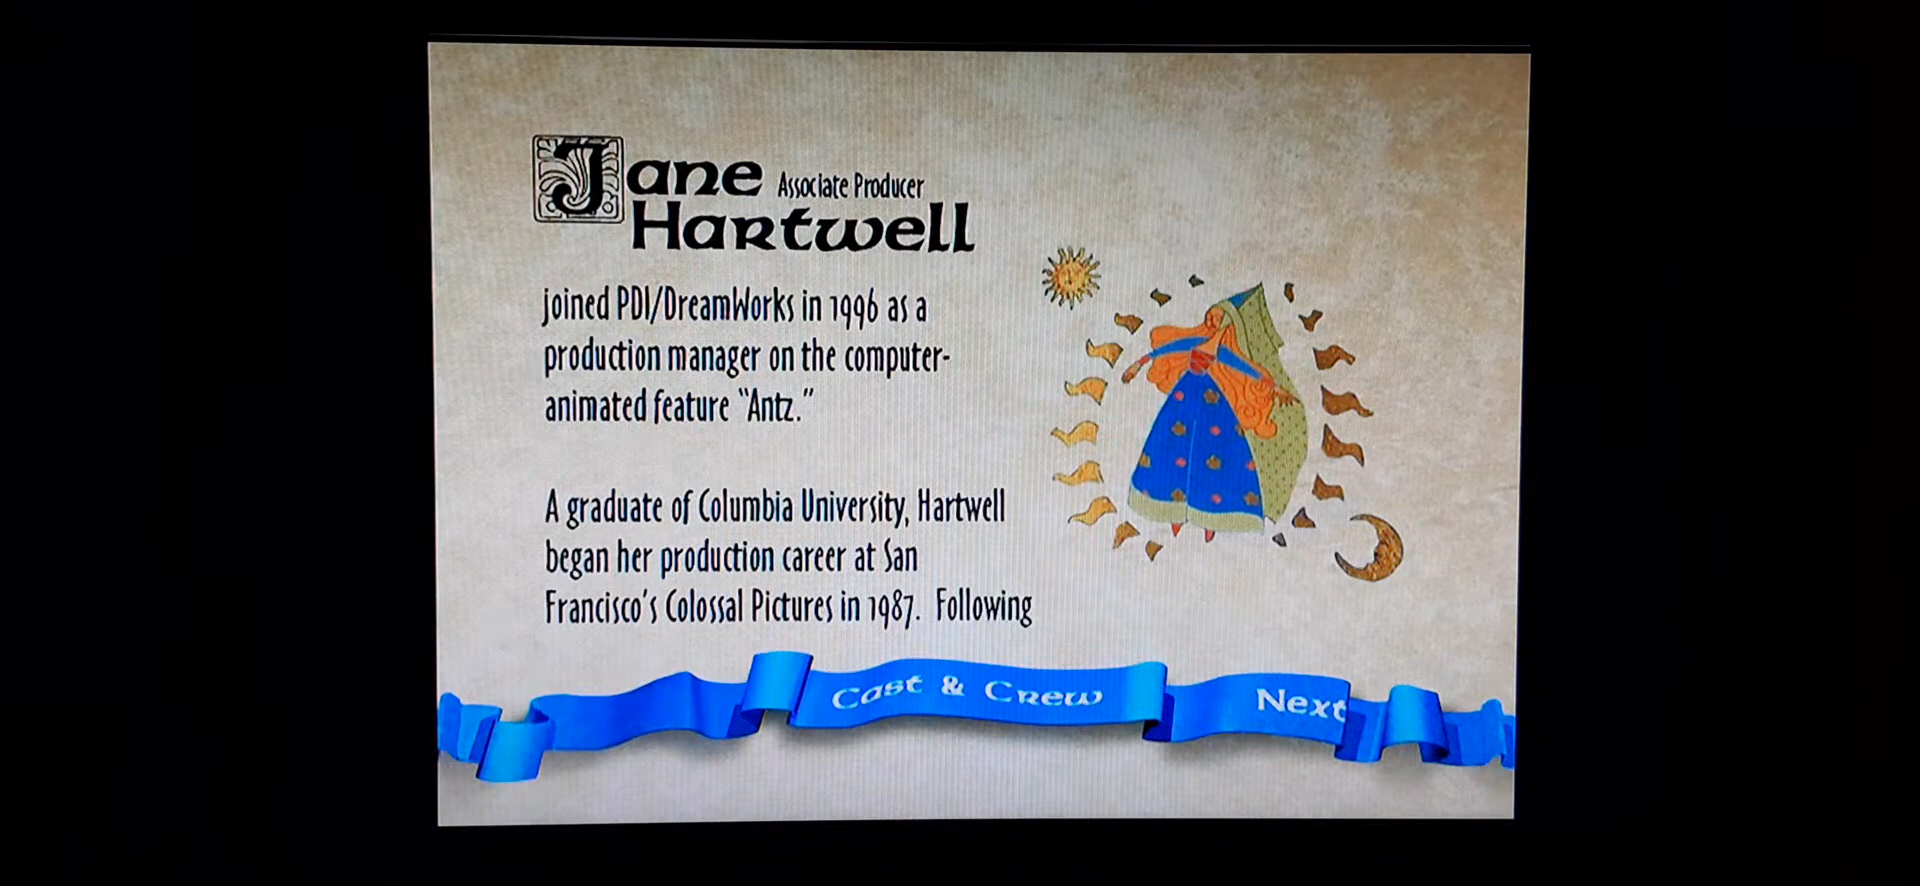 Jane Associate Producer
Hartwell
joined PDI/DreamWorks in 1996 as a
production manager on the computer-
animated feature "Antz."
A graduate of Columbia University, Hartwell
began her production career at San
Francisco's Colossal Pictures in 1987. Following
Cast & Crew
Next